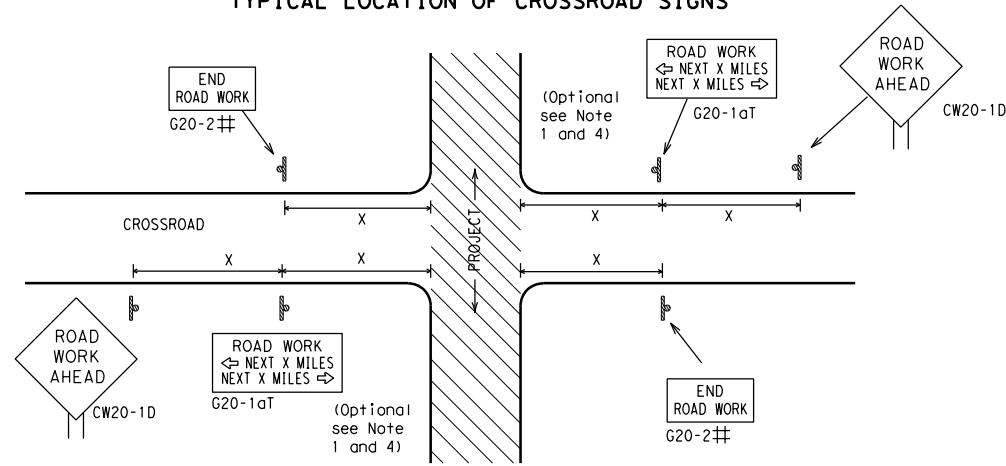 TYPICAL LOCATION OF CROSSROAD SIGNS
END
ROAD WORK
G20-2#
(Optional
see Note
1 and 4)
ROAD WORK
⇦ NEXT X MILES
NEXT X MILES ⇨
G20-1aT
ROAD
WORK
AHEAD
CW20-1D
CROSSROAD
X
X
X
PROJECT
X
X
X
ROAD
WORK
AHEAD
CW20-1D
ROAD WORK
⇦ NEXT X MILES
NEXT X MILES ⇨
G20-1aT
(Optional
see Note
1 and 4)
END
ROAD WORK
G20-2#